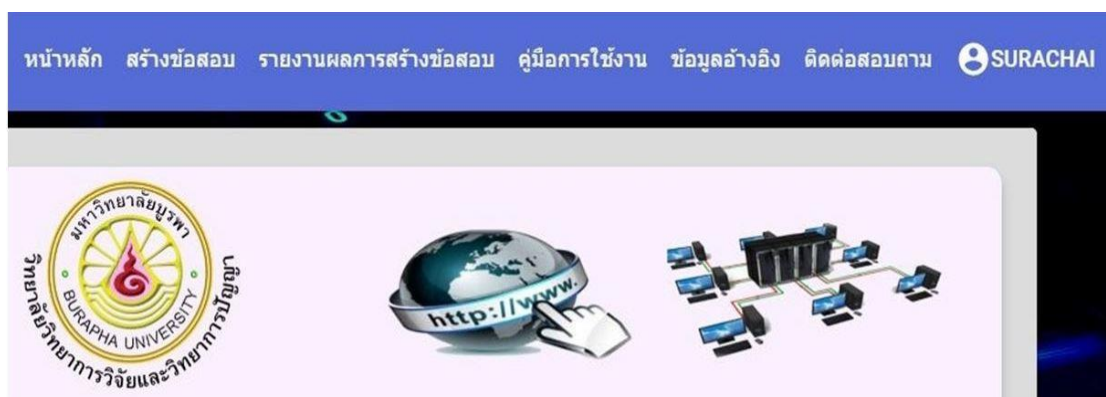 หน้าหลัก สร้างข้อสอบ รายงานผลการสร้างข้อสอบ คู่มือการใช้งาน ข้อมูลอ้างอิง ติดต่อสอบถาม SURACHAI
มหาวิทยาลัยบูรพา
BURAPHA UNIVERSITY
วิทยาลัยวิทยาการวิจัยและวิทยาการปัญญา
http://www.